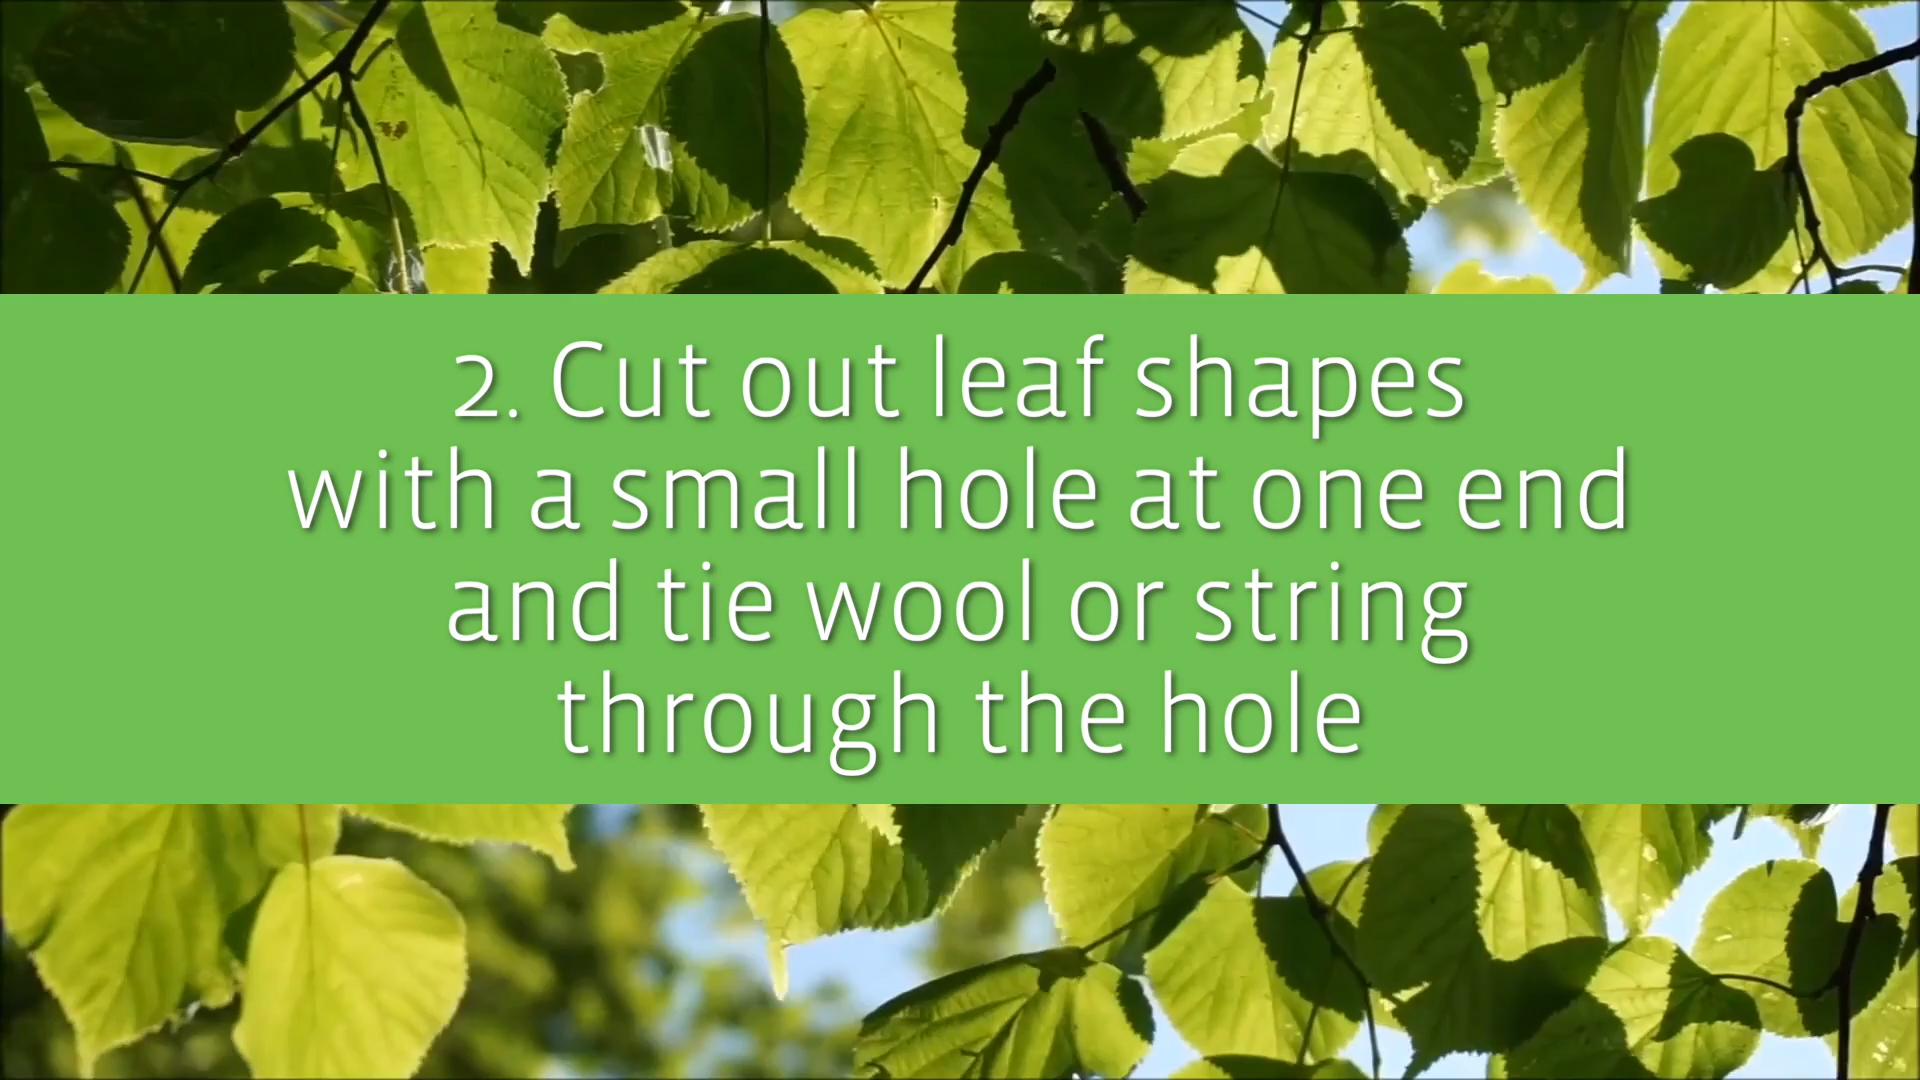 2. Cut out leaf shapes
with a small hole at one end
and tie wool or string
through the hole